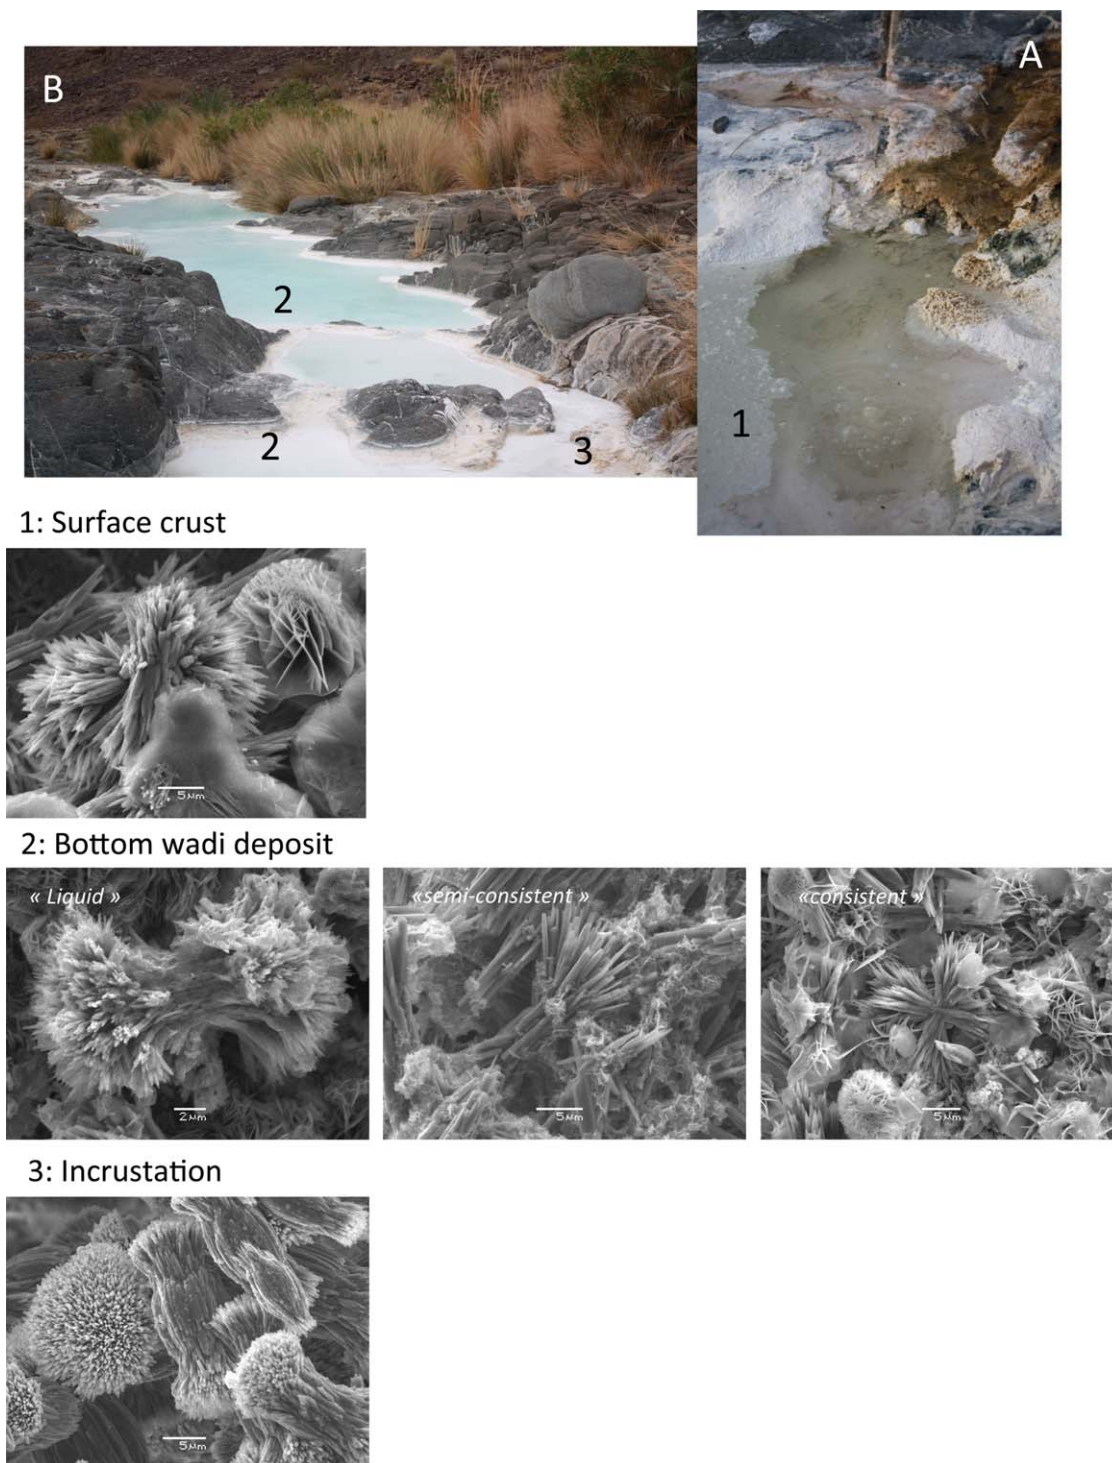 B
A
2
1
2
3
1: Surface crust
5μm
2: Bottom wadi deposit
« Liquid »
«semi-consistent »
«consistent »
2μm
5μm
5μm
3: Incrustation
5μm